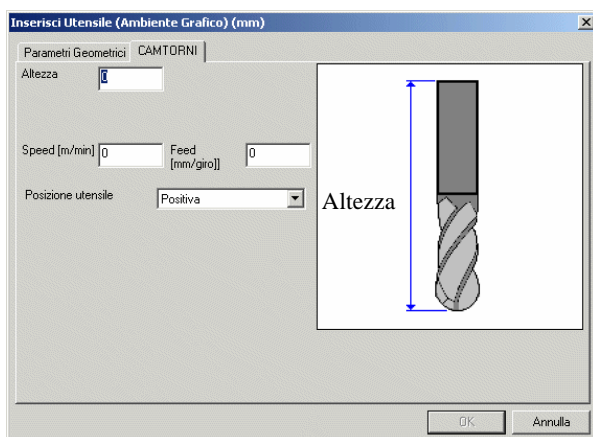 Inserisci Utensile (Ambiente Grafico) (mm)
Parametri Geometrici CAMTORNI
Altezza 0
Speed [m/min] 0 Feed [mm/giro]] 0
Posizione utensile Positiva
Altezza
OK Annulla